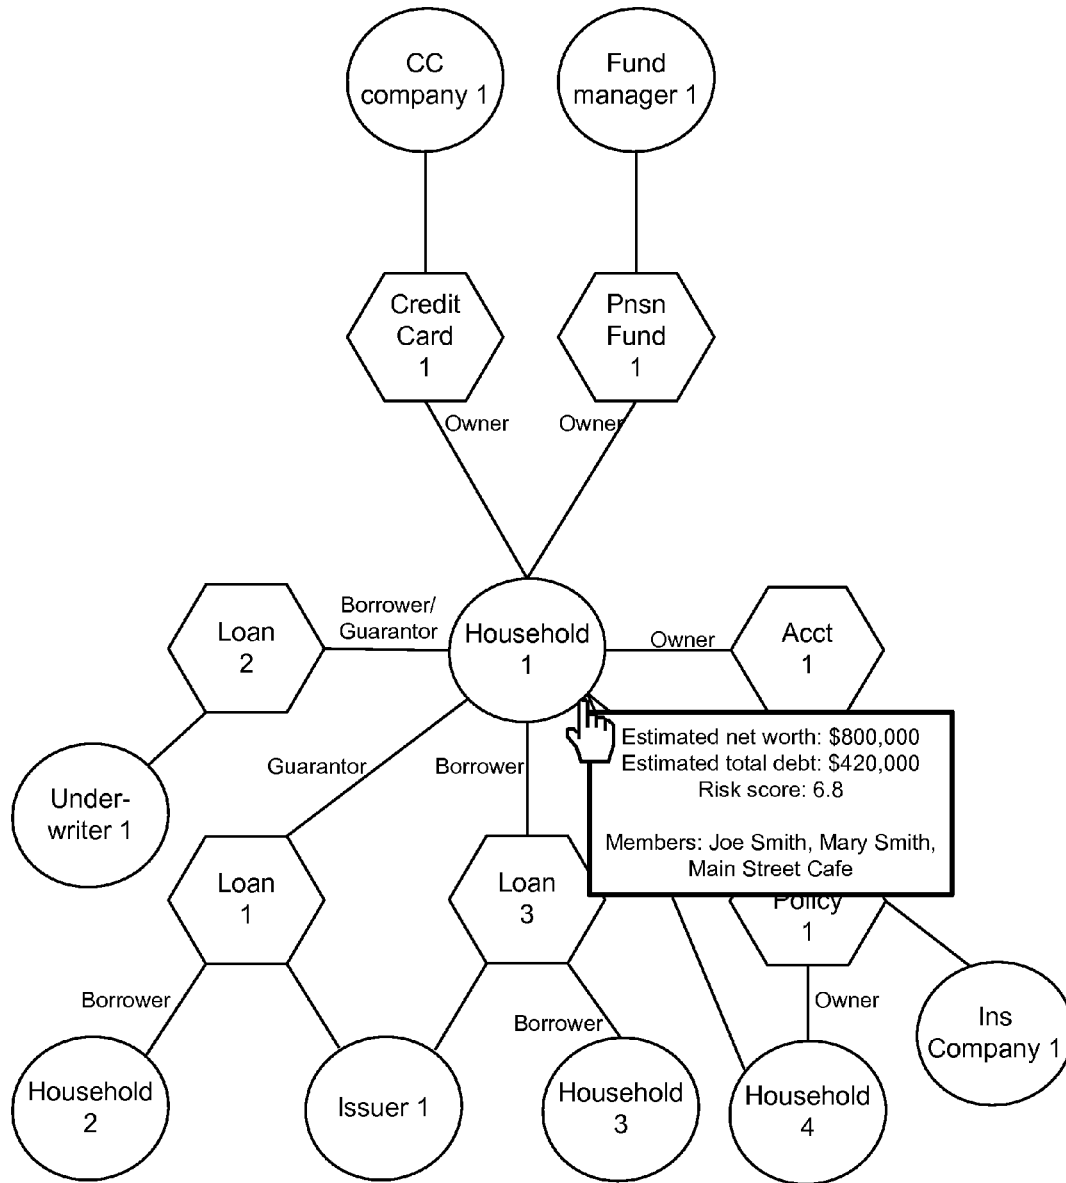 CC
company 1
Fund
manager 1
Credit
Card
1
Pnsn
Fund
1
Owner
Owner
Loan
2
Borrower/
Guarantor
Household
1
Owner
Acct
1
Estimated net worth: $800,000
Estimated total debt: $420,000
Risk score: 6.8
Members: Joe Smith, Mary Smith,
Main Street Cafe
Under-
writer 1
Guarantor
Borrower
Loan
1
Loan
3
Policy
1
Borrower
Borrower
Owner
Ins
Company 1
Household
2
Issuer 1
Household
3
Household
4